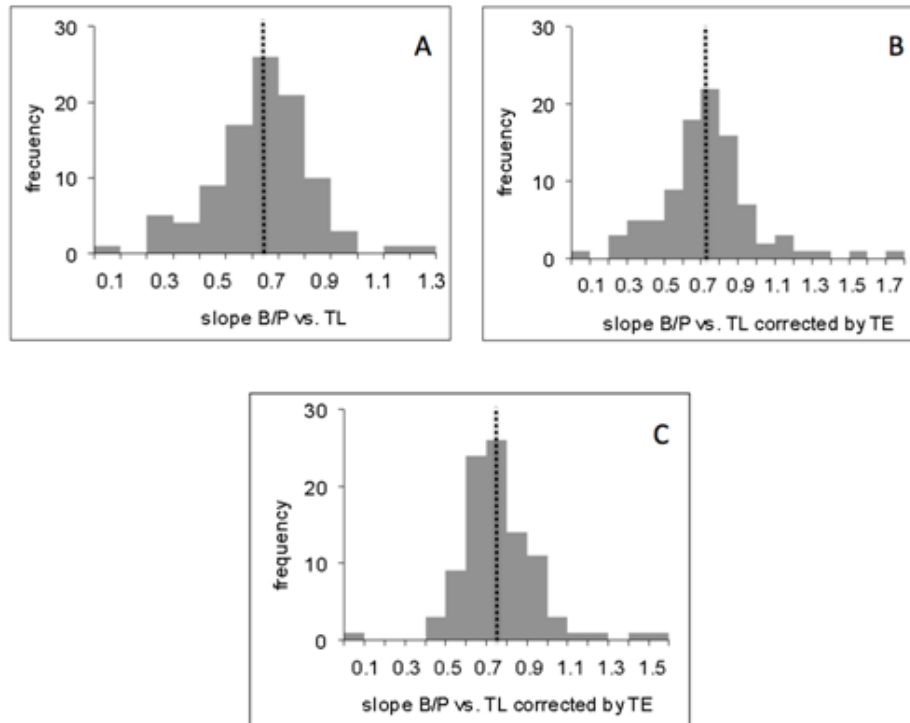 30
A
20
frecuency
10
0
0.1 0.3 0.5 0.7 0.9 1.1 1.3
slope B/P vs. TL
30
B
20
frecuency
10
0
0.1 0.3 0.5 0.7 0.9 1.1 1.3 1.5 1.7
slope B/P vs. TL corrected by TE
30
C
20
frequency
10
0
0.1 0.3 0.5 0.7 0.9 1.1 1.3 1.5
slope B/P vs. TL corrected by TE